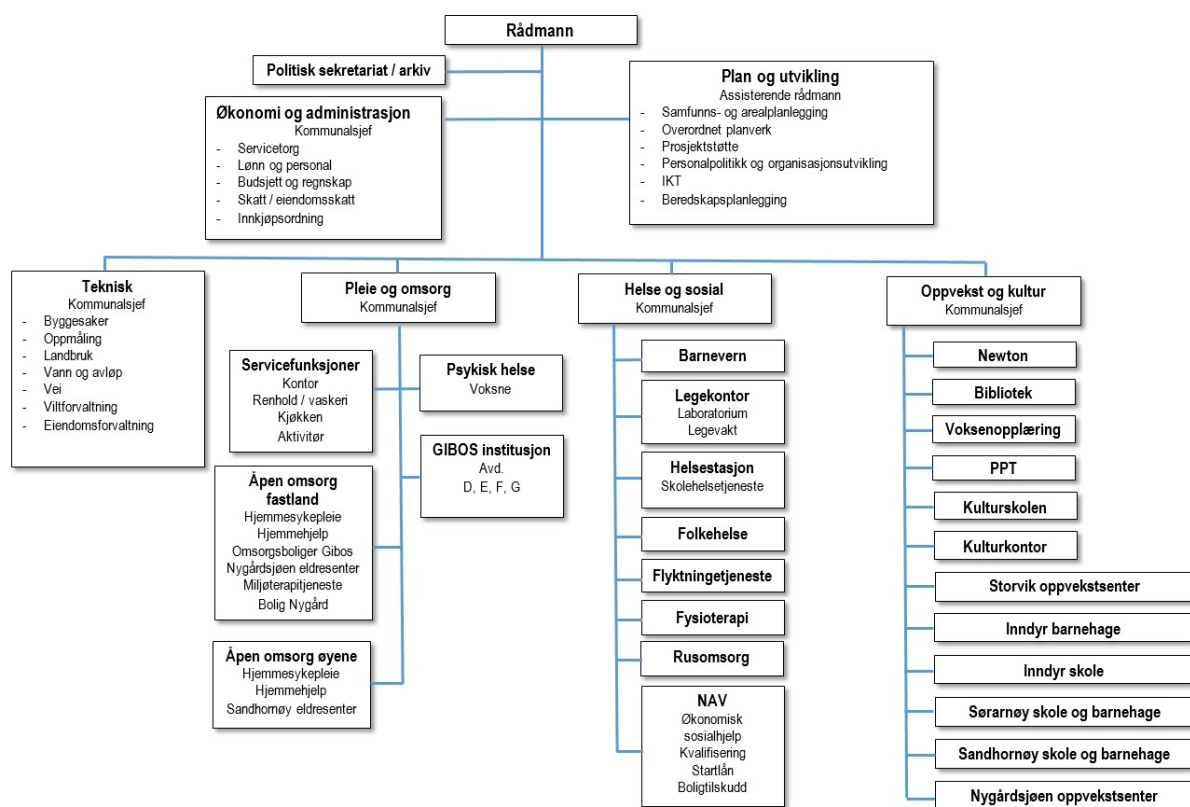 Rådmann
Politisk sekretariat / arkiv
Plan og utvikling
Assisterende rådmann
- Samfunns- og arealplanlegging
- Overordnet planverk
- Prosjektstøtte
- Personalpolitikk og organisasjonsutvikling
- IKT
- Beredskapsplanlegging
Økonomi og administrasjon
Kommunalsjef
- Servicetorg
- Lønn og personal
- Budsjett og regnskap
- Skatt / eiendomsskatt
- Innkjøpsordning
Teknisk
Kommunalsjef
- Byggesaker
- Oppmåling
- Landbruk
- Vann og avløp
- Vei
- Viltforvaltning
- Eiendomsforvaltning
Pleie og omsorg
Kommunalsjef
Servicefunksjoner
Kontor
Renhold / vaskeri
Kjøkken
Aktivitør
Psykisk helse
Voksne
GIBOS institusjon
Avd.
D, E, F, G
Åpen omsorg
fastland
Hjemmesykepleie
Hjemmehjelp
Omsorgsboliger Gibos
Nygårdsjøen eldresenter
Miljøterapitjeneste
Bolig Nygård
Åpen omsorg øyene
Hjemmesykepleie
Hjemmehjelp
Sandhornøy eldresenter
Helse og sosial
Kommunalsjef
Barnevern
Legekontor
Laboratorium
Legevakt
Helsestasjon
Skolehelsetjeneste
Folkehelse
Flyktningetjeneste
Fysioterapi
Rusomsorg
NAV
Økonomisk
sosialhjelp
Kvalifisering
Startlån
Boligtilskudd
Oppvekst og kultur
Kommunalsjef
Newton
Bibliotek
Voksenopplæring
PPT
Kulturskolen
Kulturkontor
Storvik oppvekstsenter
Inndyr barnehage
Inndyr skole
Sørarnøy skole og barnehage
Sandhornøy skole og barnehage
Nygårdsjøen oppvekstsenter